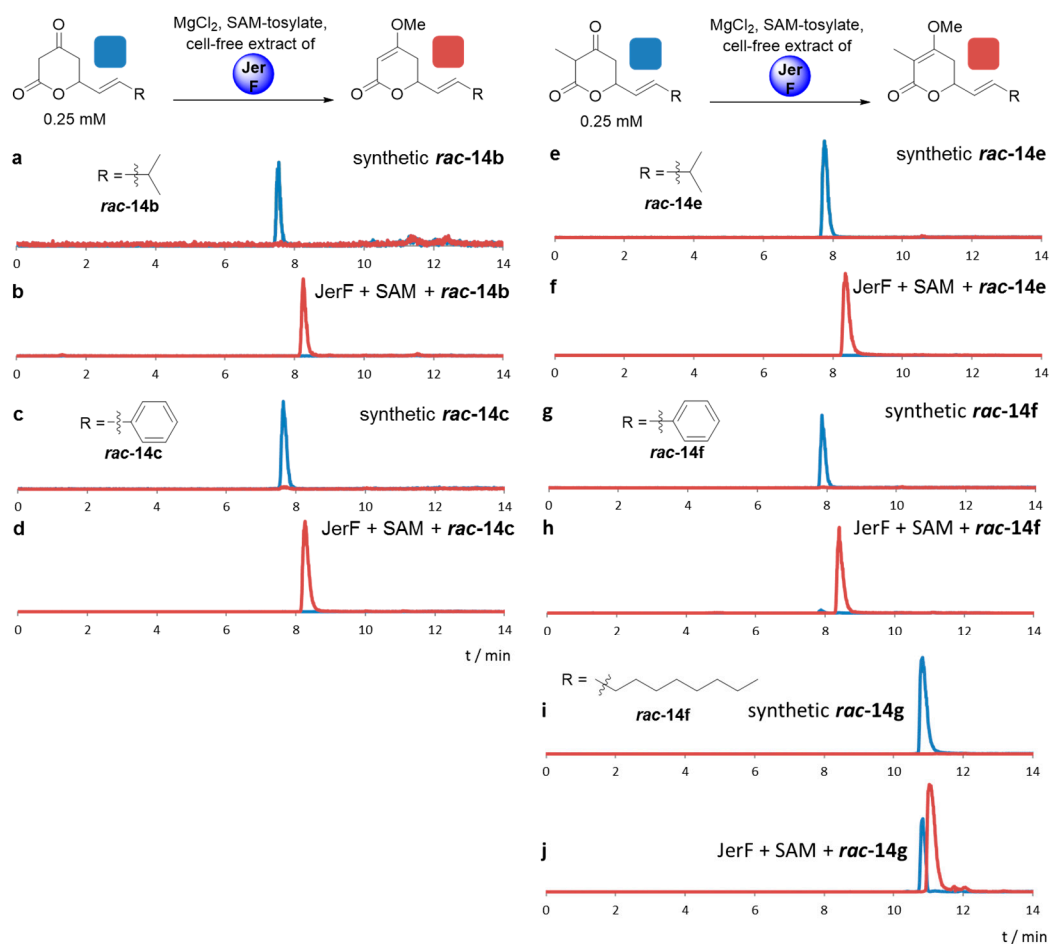 MgCl2, SAM-tosylate,
cell-free extract of
Jer
F
O
O
O
R
0.25 mM
OMe
O
O
R
a
R =
rac-14b
synthetic rac-14b
0 2 4 6 8 10 12 14
b
JerF + SAM + rac-14b
0 2 4 6 8 10 12 14
c
R =
rac-14c
synthetic rac-14c
0 2 4 6 8 10 12 14
d
JerF + SAM + rac-14c
0 2 4 6 8 10 12 14
t / min
MgCl2, SAM-tosylate,
cell-free extract of
Jer
F
O
O
O
R
0.25 mM
OMe
O
O
R
e
R =
rac-14e
synthetic rac-14e
0 2 4 6 8 10 12 14
f
JerF + SAM + rac-14e
0 2 4 6 8 10 12 14
g
R =
rac-14f
synthetic rac-14f
0 2 4 6 8 10 12 14
h
JerF + SAM + rac-14f
0 2 4 6 8 10 12 14
R =
rac-14f
i
synthetic rac-14g
0 2 4 6 8 10 12 14
j
JerF + SAM + rac-14g
0 2 4 6 8 10 12 14
t / min